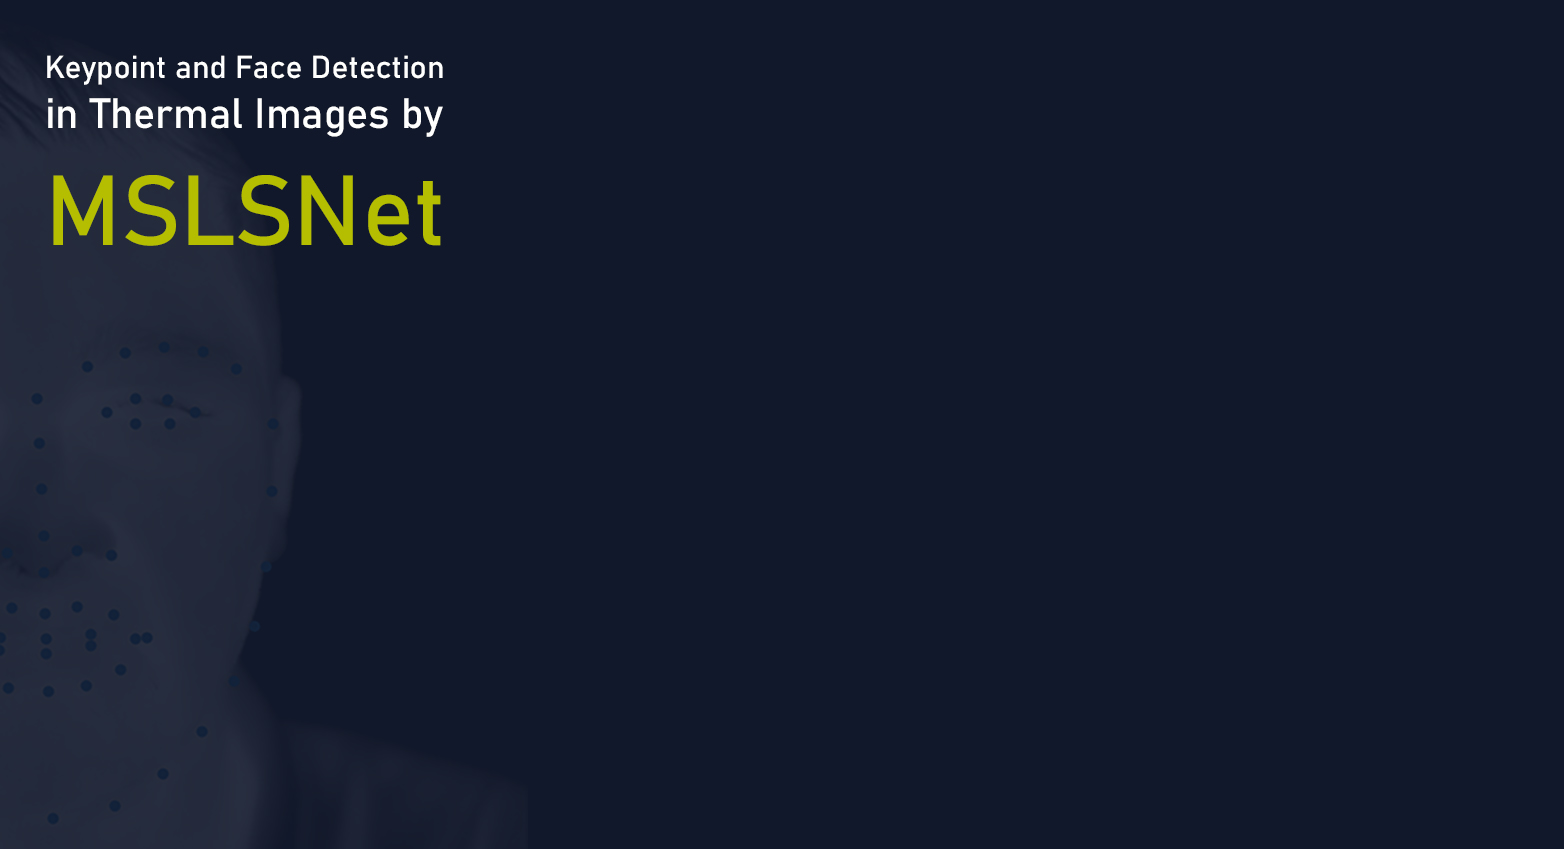 Keypoint and Face Detection
in Thermal Images by
MSLSNet